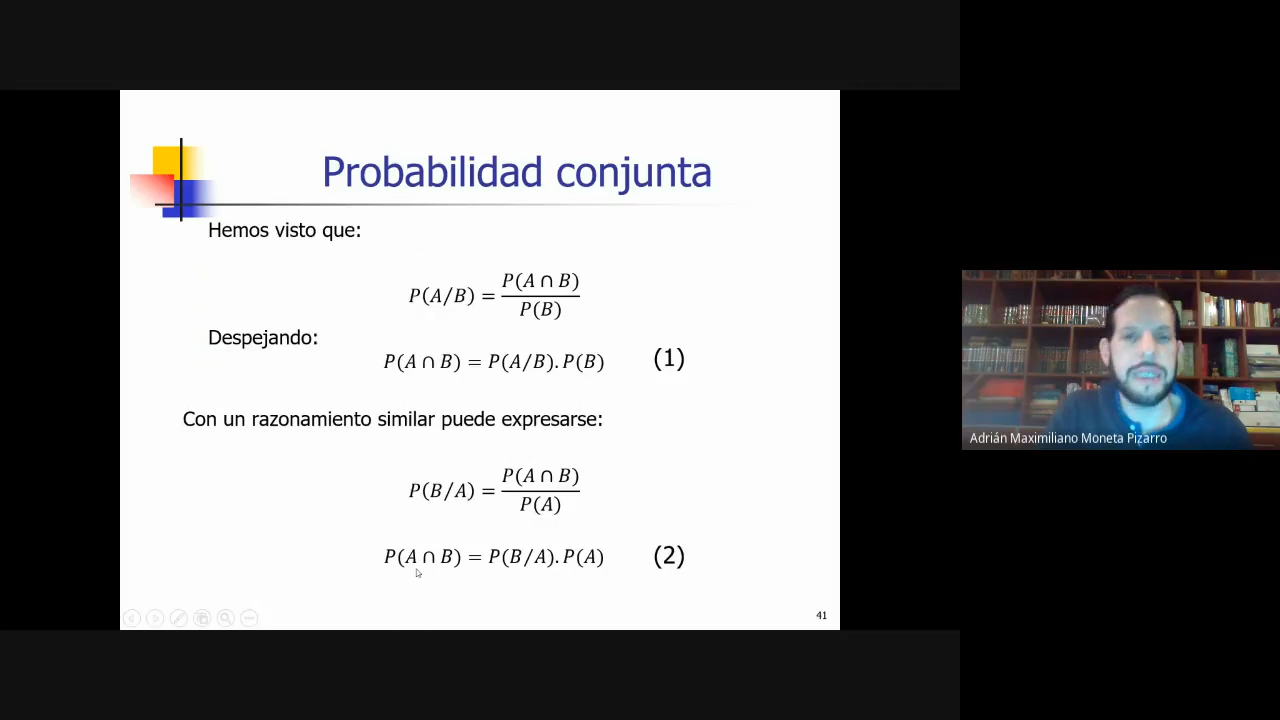 Probabilidad conjunta
Hemos visto que:
P(A/B) = P(A ∩ B) / P(B)
Despejando:
P(A ∩ B) = P(A/B). P(B) (1)
Con un razonamiento similar puede expresarse:
P(B/A) = P(A ∩ B) / P(A)
P(A ∩ B) = P(B/A). P(A) (2)
41
Adrián Maximiliano Moneta Pizarro